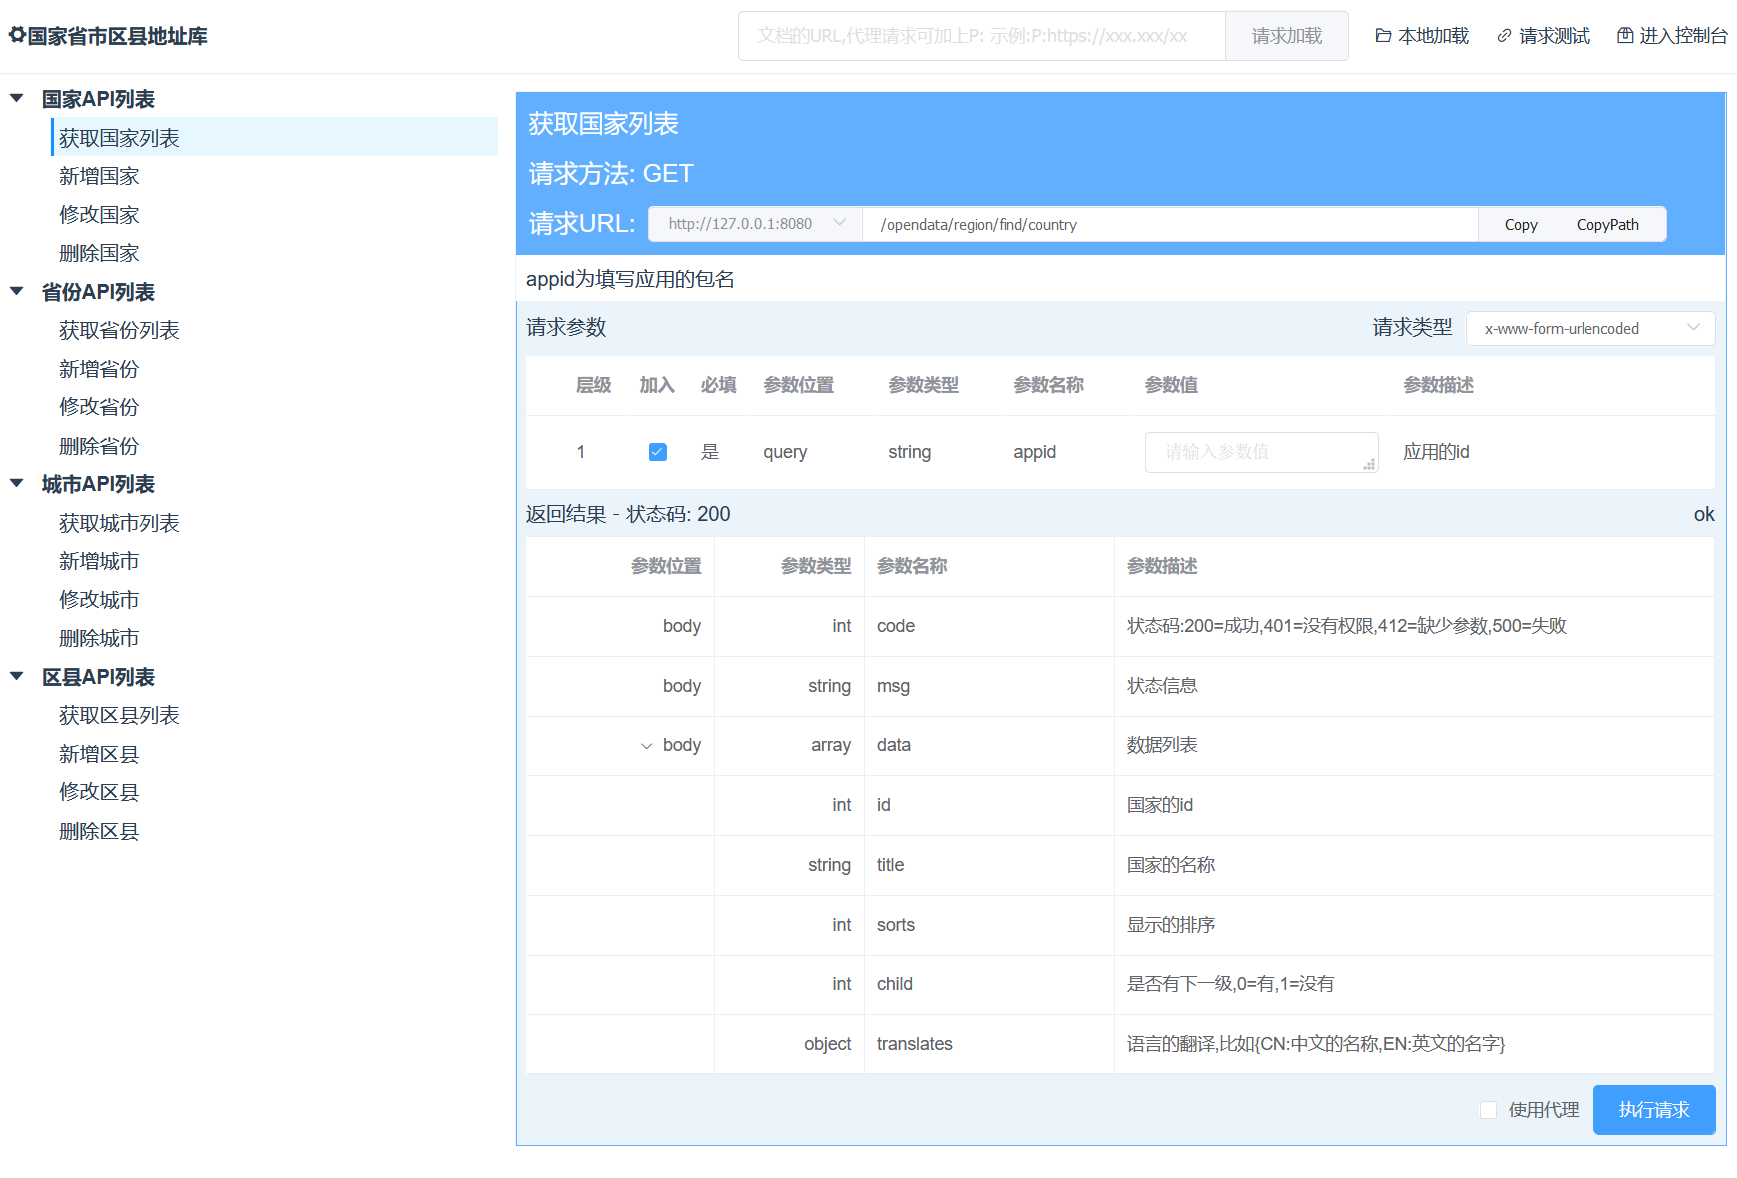 国家省市区县地址库
文档的URL,代理请求可加上P: 示例:P:https://xxx.xxx/xx
请求加载
本地加载
请求测试
进入控制台
国家API列表
获取国家列表
新增国家
修改国家
删除国家
省份API列表
获取省份列表
新增省份
修改省份
删除省份
城市API列表
获取城市列表
新增城市
修改城市
删除城市
区县API列表
获取区县列表
新增区县
修改区县
删除区县
获取国家列表
请求方法: GET
请求URL: http://127.0.0.1:8080 /opendata/region/find/country Copy CopyPath
appid为填写应用的包名
请求参数 请求类型 x-www-form-urlencoded
层级 加入 必填 参数位置 参数类型 参数名称 参数值 参数描述
1 是 query string appid 请输入参数值 应用的id
返回结果 - 状态码: 200 ok
参数位置 参数类型 参数名称 参数描述
body int code 状态码:200=成功,401=没有权限,412=缺少参数,500=失败
body string msg 状态信息
body array data 数据列表
int id 国家的id
string title 国家的名称
int sorts 显示的排序
int child 是否有下一级,0=有,1=没有
object translates 语言的翻译,比如{CN:中文的名称,EN:英文的名字}
使用代理 执行请求